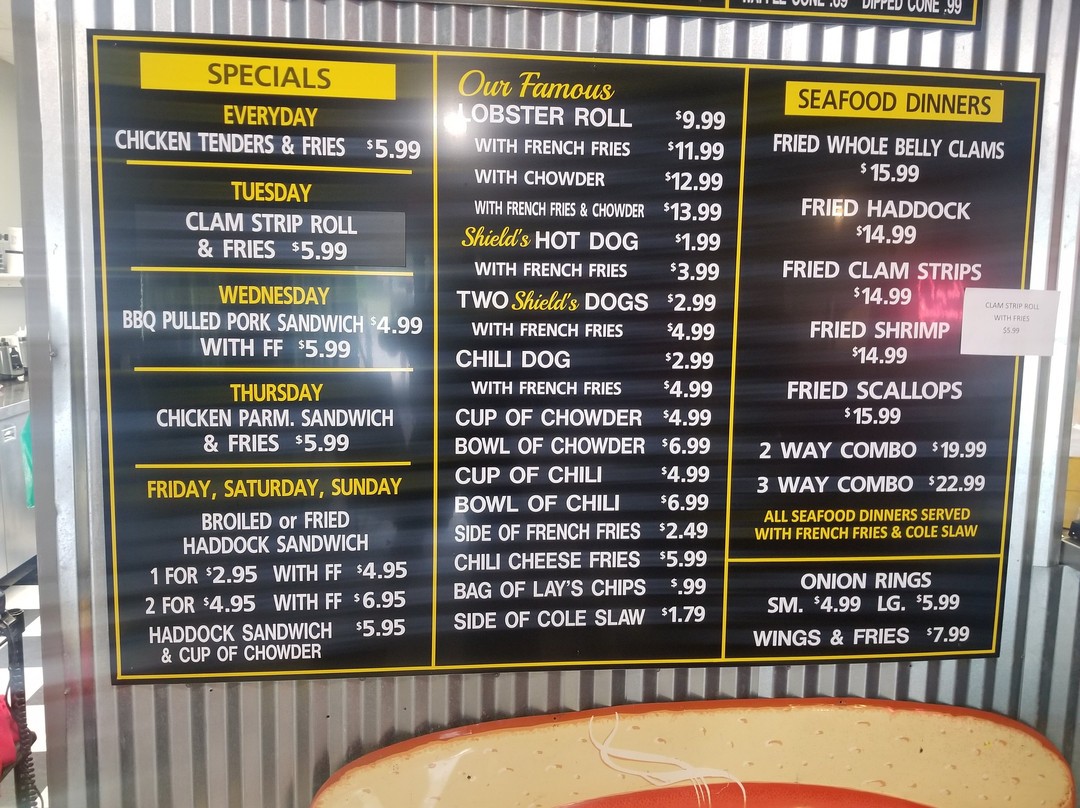 DIPPED CONE .99
SPECIALS
EVERYDAY
CHICKEN TENDERS & FRIES $5.99
TUESDAY
CLAM STRIP ROLL
& FRIES $5.99
WEDNESDAY
BBQ PULLED PORK SANDWICH $4.99
WITH FF $5.99
THURSDAY
CHICKEN PARM. SANDWICH
& FRIES $5.99
FRIDAY, SATURDAY, SUNDAY
BROILED or FRIED
HADDOCK SANDWICH
1 FOR $2.95 WITH FF $4.95
2 FOR $4.95 WITH FF $6.95
HADDOCK SANDWICH $5.95
& CUP OF CHOWDER
Our Famous
LOBSTER ROLL $9.99
WITH FRENCH FRIES $11.99
WITH CHOWDER $12.99
WITH FRENCH FRIES & CHOWDER $13.99
Shield's HOT DOG $1.99
WITH FRENCH FRIES $3.99
TWO Shield's DOGS $2.99
WITH FRENCH FRIES $4.99
CHILI DOG $2.99
WITH FRENCH FRIES $4.99
CUP OF CHOWDER $4.99
BOWL OF CHOWDER $6.99
CUP OF CHILI $4.99
BOWL OF CHILI $6.99
SIDE OF FRENCH FRIES $2.49
CHILI CHEESE FRIES $5.99
BAG OF LAY'S CHIPS $.99
SIDE OF COLE SLAW $1.79
SEAFOOD DINNERS
FRIED WHOLE BELLY CLAMS
$15.99
FRIED HADDOCK
$14.99
FRIED CLAM STRIPS
$14.99
FRIED SHRIMP
$14.99
FRIED SCALLOPS
$15.99
2 WAY COMBO $19.99
3 WAY COMBO $22.99
ALL SEAFOOD DINNERS SERVED
WITH FRENCH FRIES & COLE SLAW
ONION RINGS
SM. $4.99 LG. $5.99
WINGS & FRIES $7.99
CLAM STRIP ROLL
WITH FRIES
$5.99